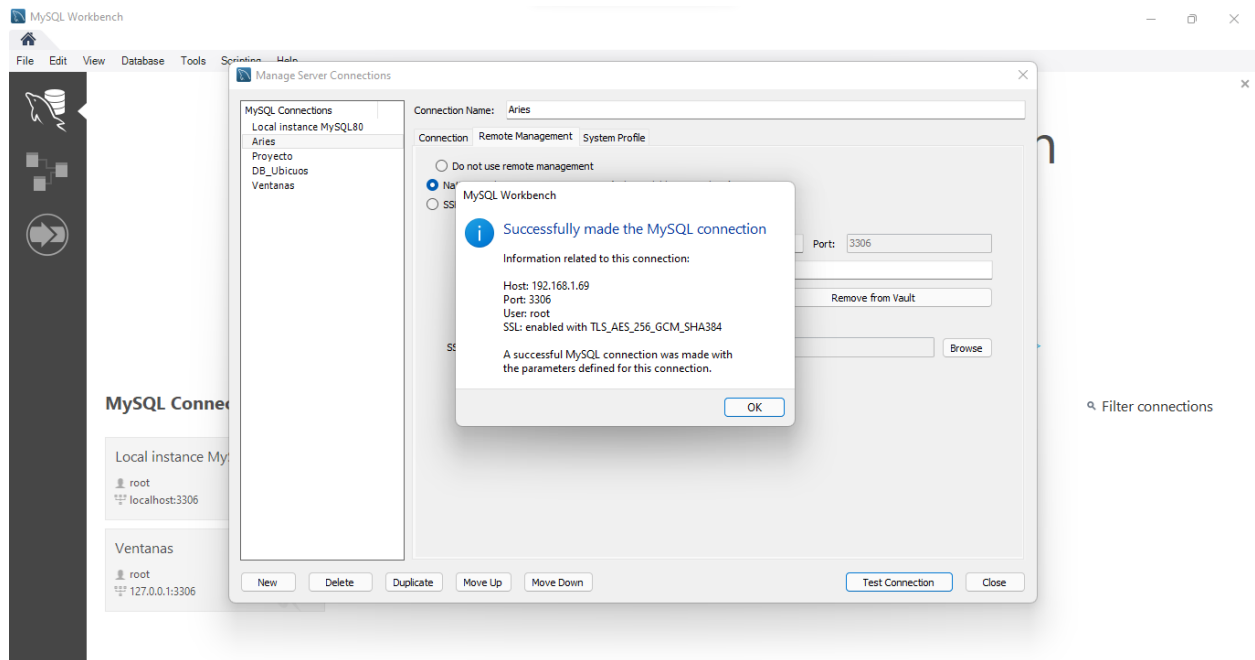 MySQL Workbench
File Edit View Database Tools Scripting Help
Manage Server Connections
MySQL Connections
Local instance MySQL80
Aries
Proyecto
DB_Ubicuos
Ventanas
Connection Name: Aries
Connection Remote Management System Profile
Do not use remote management
MySQL Workbench
Successfully made the MySQL connection
Information related to this connection:
Host: 192.168.1.69
Port: 3306
User: root
SSL: enabled with TLS_AES_256_GCM_SHA384
A successful MySQL connection was made with
the parameters defined for this connection.
OK
Port: 3306
Remove from Vault
Browse
New Delete Duplicate Move Up Move Down Test Connection Close
MySQL Connec
Filter connections
Local instance My
root
localhost:3306
Ventanas
root
127.0.0.1:3306